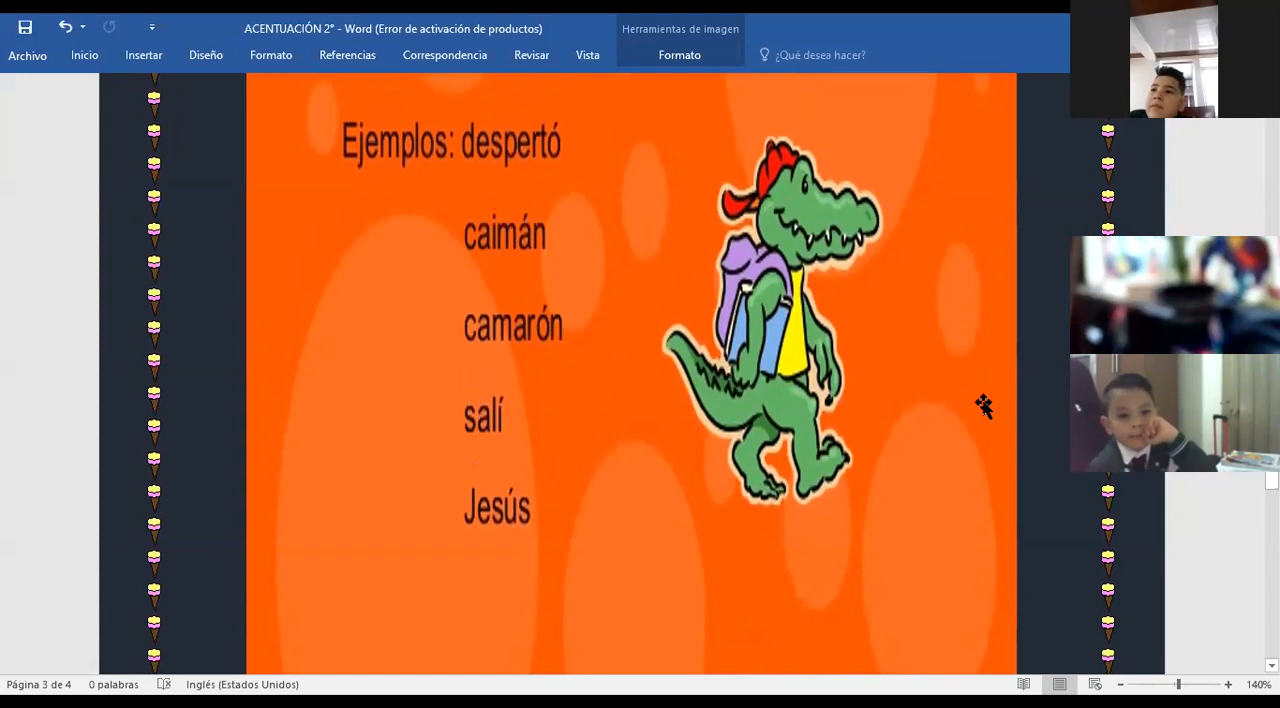 ACENTUACIÓN 2° - Word (Error de activación de productos)
Herramientas de imagen
Archivo Inicio Insertar Diseño Formato Referencias Correspondencia Revisar Vista Formato ¿Qué desea hacer?
Ejemplos: despertó
caimán
camarón
salí
Jesús
Página 3 de 4 0 palabras Inglés (Estados Unidos) 140%